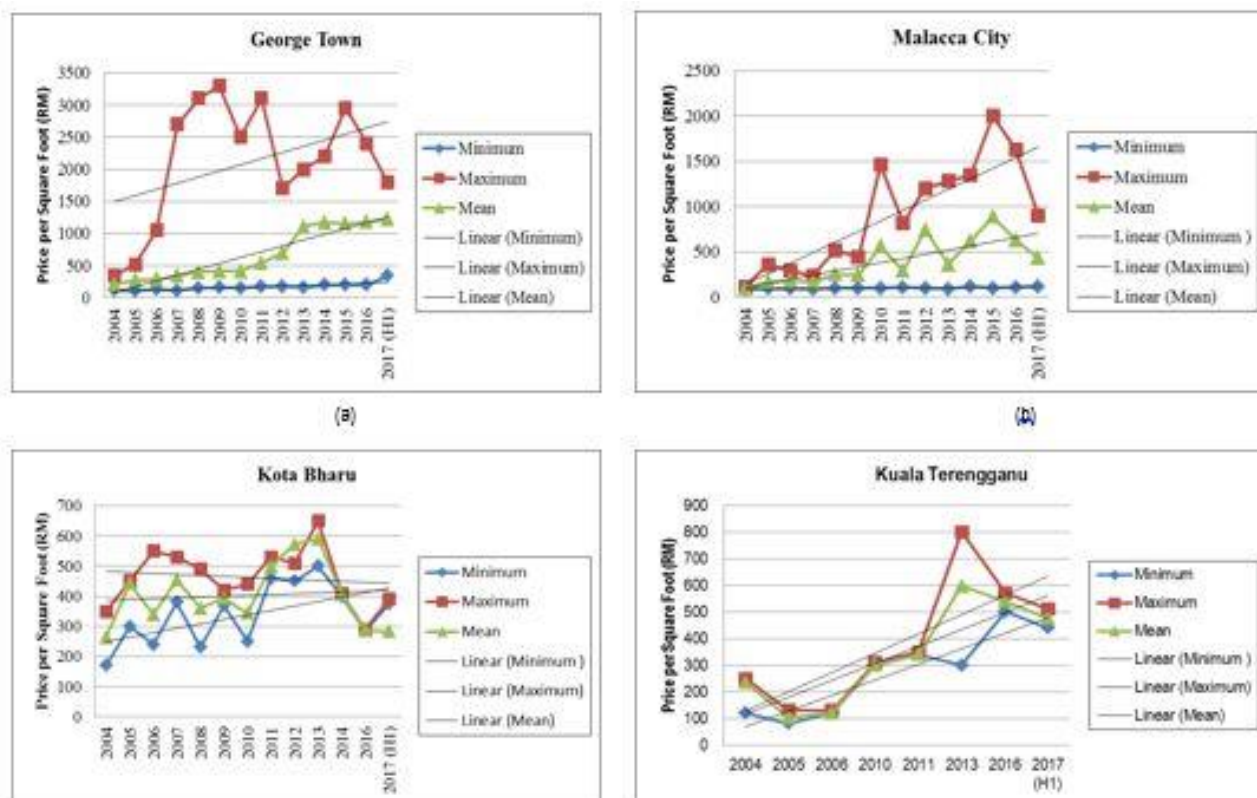 George Town
Price per Square Foot (RM)
3500
3000
2500
2000
1500
1000
500
0
2004
2005
2006
2007
2008
2009
2010
2011
2012
2013
2014
2015
2016
2017 (H1)
Minimum
Maximum
Mean
Linear (Minimum)
Linear (Maximum)
Linear (Mean)
(a)
Malacca City
Price per Square Foot (RM)
2500
2000
1500
1000
500
0
2004
2005
2006
2007
2008
2009
2010
2011
2012
2013
2014
2015
2016
2017 (H1)
Minimum
Maximum
Mean
Linear (Minimum )
Linear (Maximum)
Linear (Mean)
(b)
Kota Bharu
Price per Square Foot (RM)
700
600
500
400
300
200
100
0
2004
2005
2006
2007
2008
2009
2010
2011
2012
2013
2014
2016
2017 (H1)
Minimum
Maximum
Mean
Linear (Minimum )
Linear (Maximum)
Linear (Mean)
Kuala Terengganu
Price per Square Foot (RM)
900
800
700
600
500
400
300
200
100
0
2004
2005
2006
2010
2011
2013
2016
2017
(H1)
Minimum
Maximum
Mean
Linear (Minimum )
Linear (Maximum)
Linear (Mean)